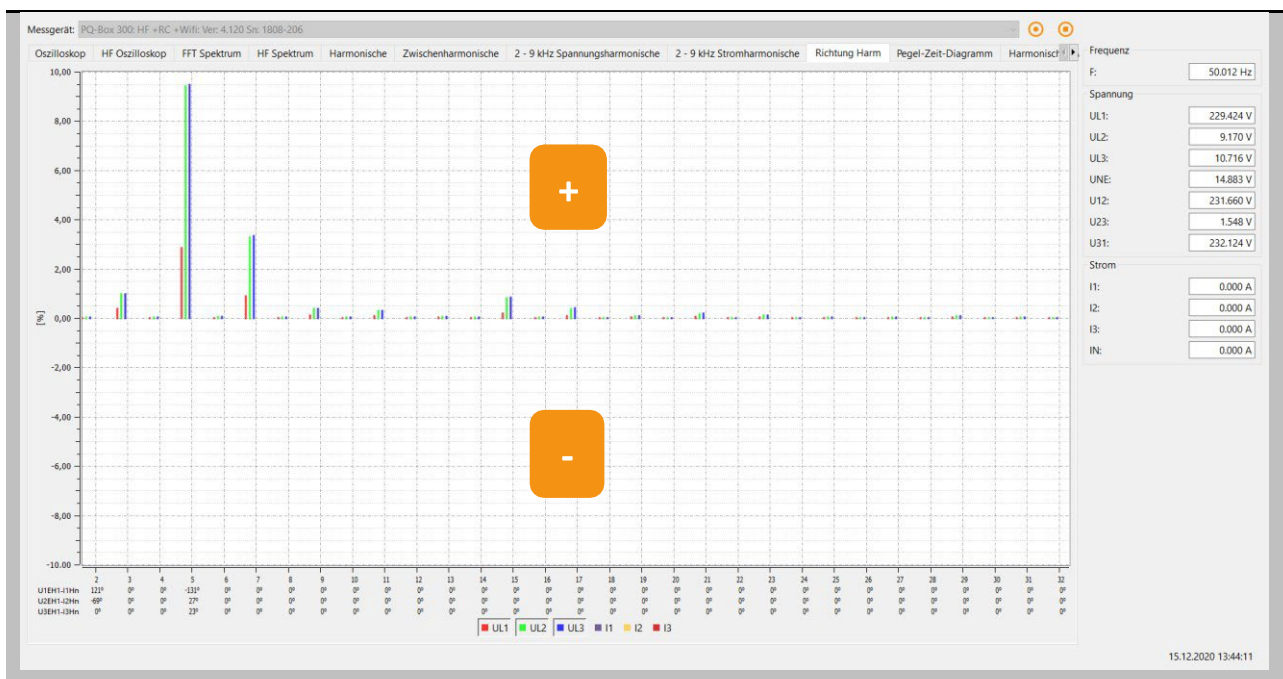 Messgerät: PQ-Box 300: HF +RC +Wifi: Ver: 4.120 Sn: 1808-206
Oszilloskop HF Oszilloskop FFT Spektrum HF Spektrum Harmonische Zwischenharmonische 2 - 9 kHz Spannungsharmonische 2 - 9 kHz Stromharmonische Richtung Harm Pegel-Zeit-Diagramm
Frequenz
F: 50.012 Hz
Spannung
UL1: 229.424 V
UL2: 9.170 V
UL3: 10.716 V
UNE: 14.883 V
U12: 231.660 V
U23: 1.548 V
U31: 232.124 V
Strom
I1: 0.000 A
I2: 0.000 A
I3: 0.000 A
IN: 0.000 A
10,00
8,00
6,00
4,00
2,00
0,00
-2,00
-4,00
-6,00
-8,00
-10.00
[%]
+
-
2 3 4 5 6 7 8 9 10 11 12 13 14 15 16 17 18 19 20 21 22 23 24 25 26 27 28 29 30 31 32
U1EH1-I1Hn 121° 0° 0° -131° 0° 0° 0° 0° 0° 0° 0° 0° 0° 0° 0° 0° 0° 0° 0° 0° 0° 0° 0° 0° 0° 0° 0° 0° 0° 0° 0°
U2EH1-I2Hn -69° 0° 0° 27° 0° 0° 0° 0° 0° 0° 0° 0° 0° 0° 0° 0° 0° 0° 0° 0° 0° 0° 0° 0° 0° 0° 0° 0° 0° 0° 0°
U3EH1-I3Hn 0° 0° 0° 23° 0° 0° 0° 0° 0° 0° 0° 0° 0° 0° 0° 0° 0° 0° 0° 0° 0° 0° 0° 0° 0° 0° 0° 0° 0° 0° 0°
UL1 UL2 UL3 I1 I2 I3
15.12.2020 13:44:11